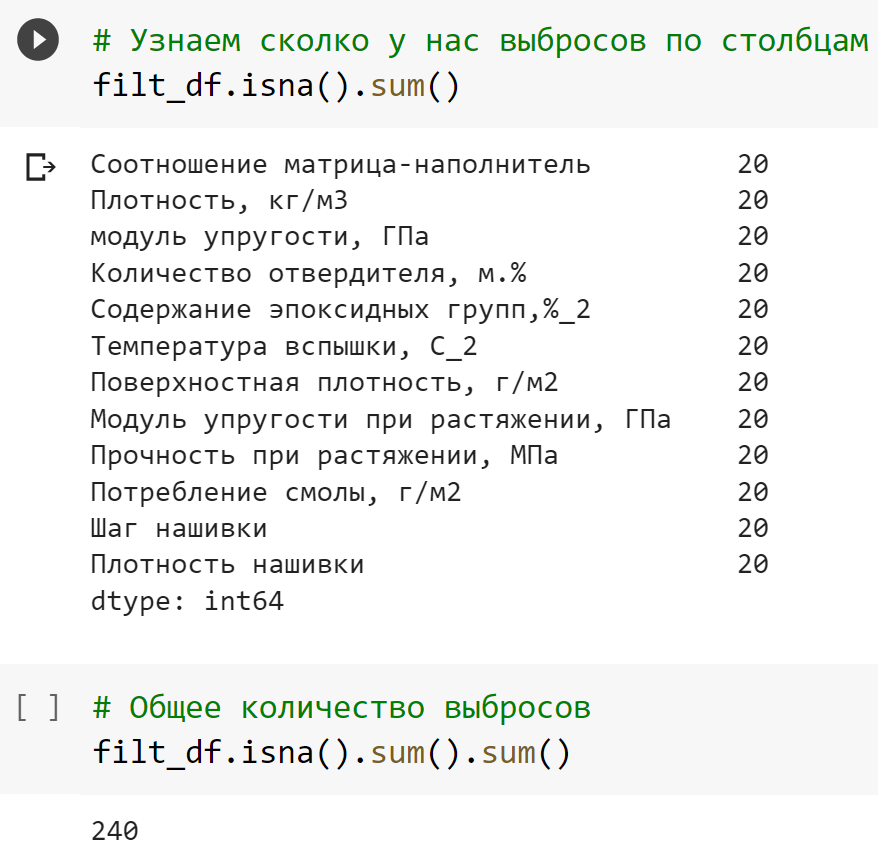 # Узнаем сколко у нас выбросов по столбцам
filt_df.isna().sum()
Соотношение матрица-наполнитель 20
Плотность, кг/м3 20
модуль упругости, ГПа 20
Количество отвердителя, м.% 20
Содержание эпоксидных групп,%_2 20
Температура вспышки, С_2 20
Поверхностная плотность, г/м2 20
Модуль упругости при растяжении, ГПа 20
Прочность при растяжении, МПа 20
Потребление смолы, г/м2 20
Шаг нашивки 20
Плотность нашивки 20
dtype: int64
[ ] # Общее количество выбросов
filt_df.isna().sum().sum()
240